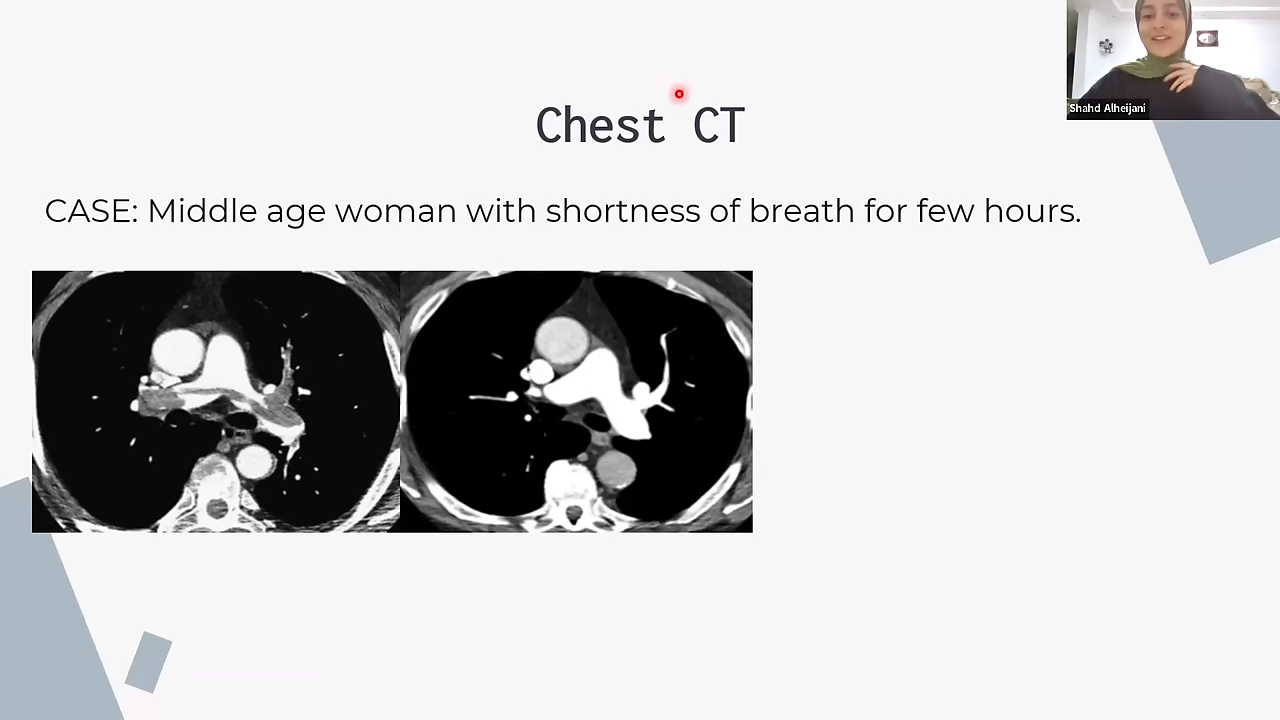 Chest CT
CASE: Middle age woman with shortness of breath for few hours.
Shahd Alheijani